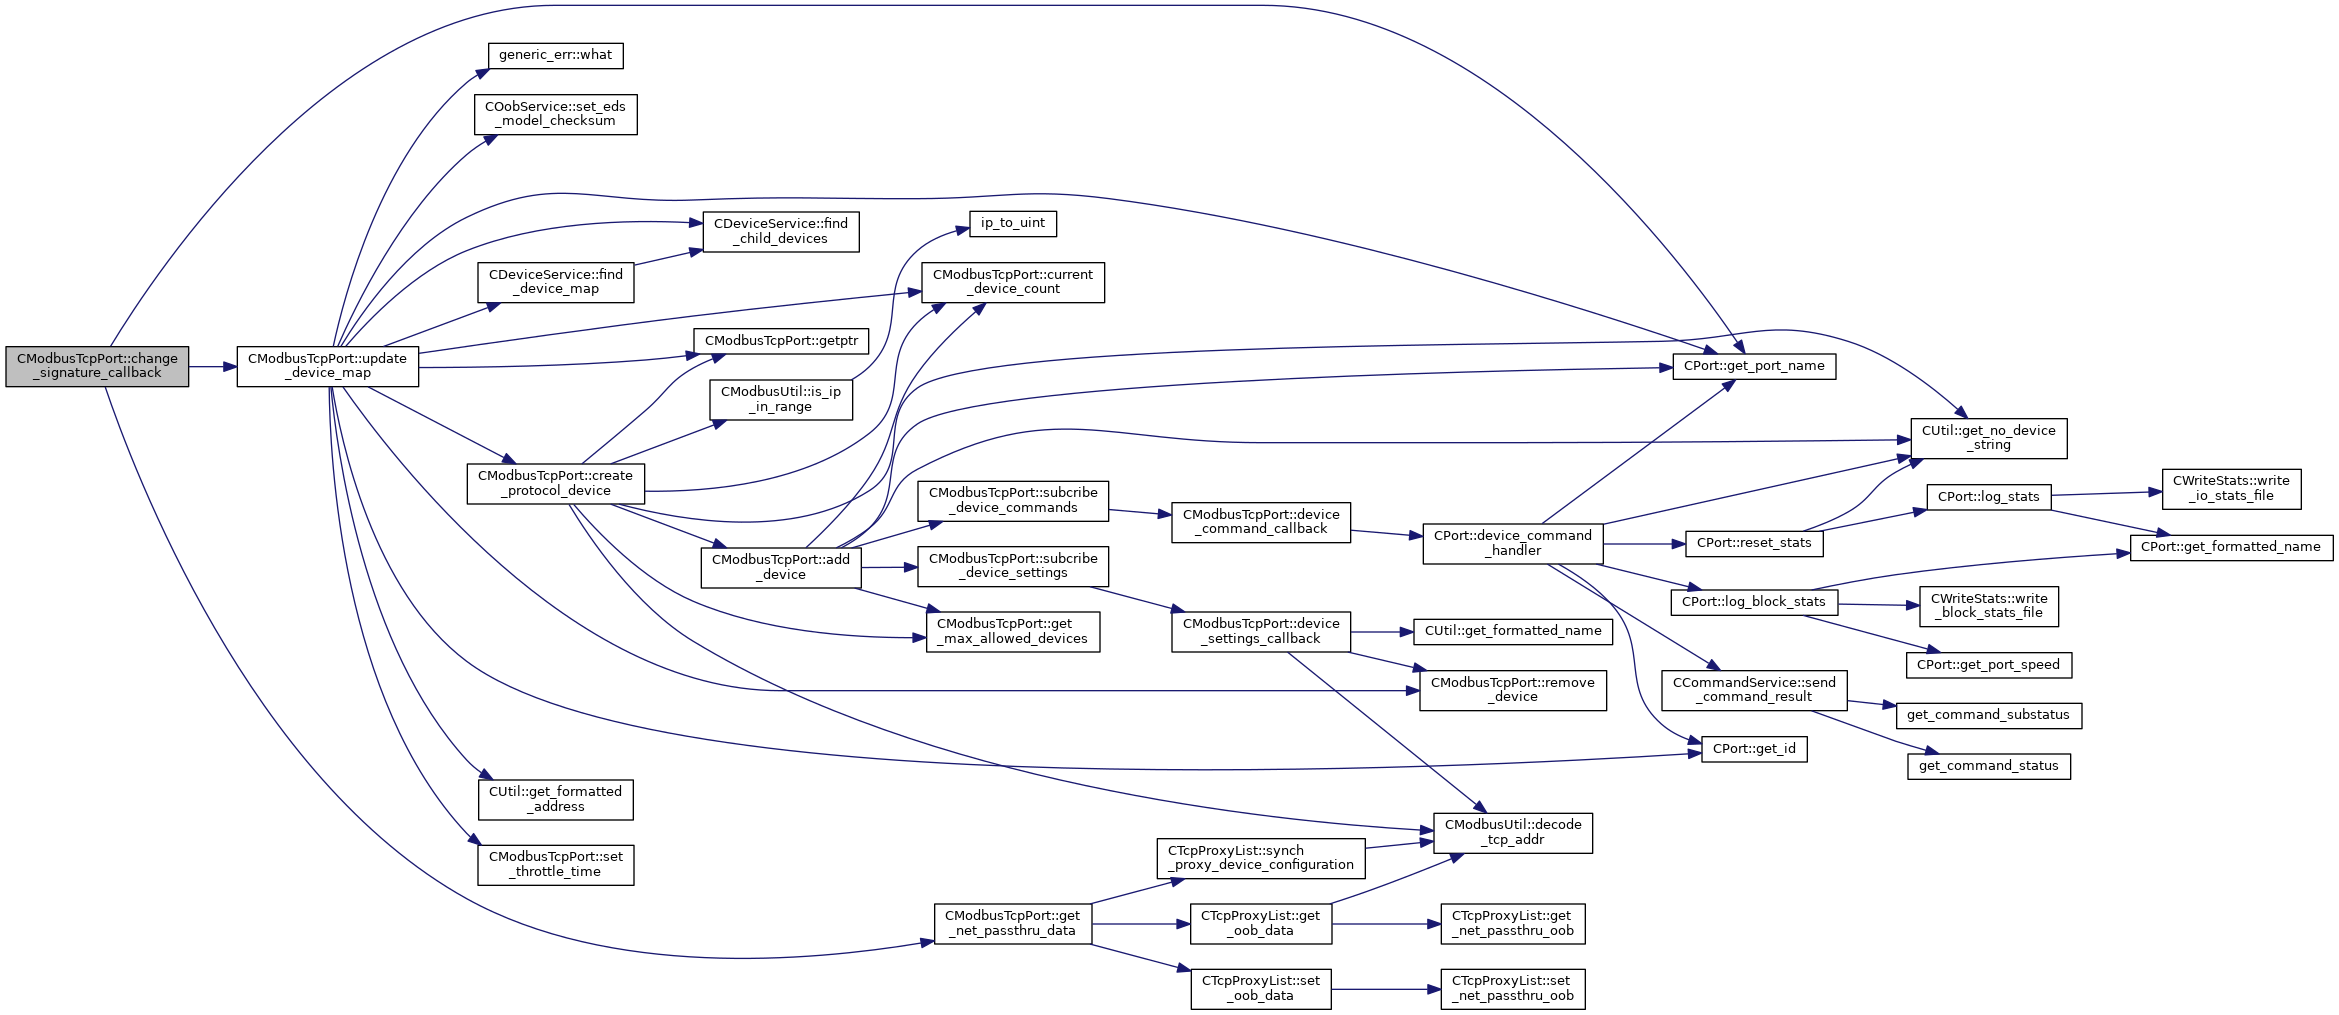 CModbusTcpPort::change
_signature_callback
CModbusTcpPort::update
_device_map
generic_err::what
COobService::set_eds
_model_checksum
CDeviceService::find
_child_devices
CDeviceService::find
_device_map
ip_to_uint
CModbusTcpPort::current
_device_count
CModbusTcpPort::getptr
CModbusUtil::is_ip
_in_range
CModbusTcpPort::create
_protocol_device
CModbusTcpPort::add
_device
CModbusTcpPort::subcribe
_device_commands
CModbusTcpPort::subcribe
_device_settings
CModbusTcpPort::get
_max_allowed_devices
CModbusTcpPort::device
_command_callback
CModbusTcpPort::device
_settings_callback
CPort::device_command
_handler
CUtil::get_formatted_name
CModbusTcpPort::remove
_device
CPort::get_port_name
CUtil::get_no_device
_string
CPort::reset_stats
CPort::log_stats
CWriteStats::write
_io_stats_file
CPort::get_formatted_name
CPort::log_block_stats
CWriteStats::write
_block_stats_file
CPort::get_port_speed
CCommandService::send
_command_result
get_command_substatus
get_command_status
CPort::get_id
CUtil::get_formatted
_address
CModbusTcpPort::set
_throttle_time
CModbusUtil::decode
_tcp_addr
CTcpProxyList::synch
_proxy_device_configuration
CModbusTcpPort::get
_net_passthru_data
CTcpProxyList::get
_oob_data
CTcpProxyList::get
_net_passthru_oob
CTcpProxyList::set
_oob_data
CTcpProxyList::set
_net_passthru_oob